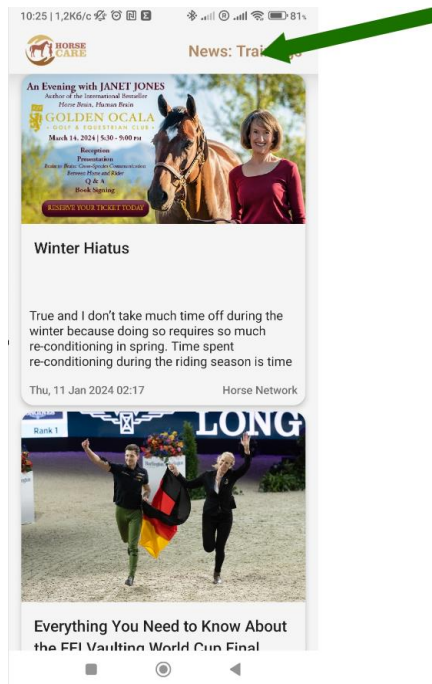 10:25 | 1,2K6/c 81%
HORSE
CARE
News:
An Evening with JANET JONES
Author of the International Bestseller
Horse Brain, Human Brain
GOLDEN OCALA
GOLF & EQUESTRIAN CLUB
March 14, 2024 | 5:30 - 9:00 PM
Reception
Presentation
Between Horse and Rider
Q & A
Book Signing
RESERVE YOUR TICKET TODAY
Winter Hiatus
True and I don't take much time off during the
winter because doing so requires so much
re-conditioning in spring. Time spent
re-conditioning during the riding season is time
Thu, 11 Jan 2024 02:17
Horse Network
Rank 1
LONG
Everything You Need to Know About
the FEI Vaulting World Cup Final